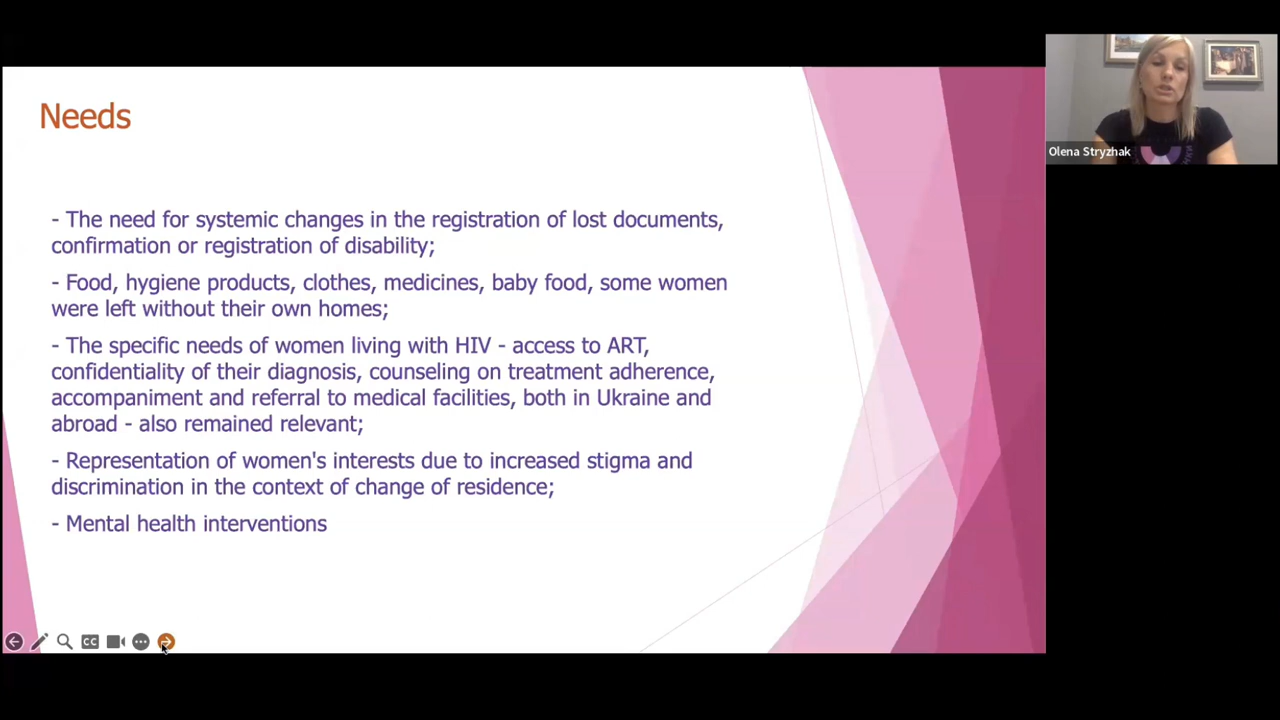 Needs
- The need for systemic changes in the registration of lost documents,
confirmation or registration of disability;
- Food, hygiene products, clothes, medicines, baby food, some women
were left without their own homes;
- The specific needs of women living with HIV - access to ART,
confidentiality of their diagnosis, counseling on treatment adherence,
accompaniment and referral to medical facilities, both in Ukraine and
abroad - also remained relevant;
- Representation of women's interests due to increased stigma and
discrimination in the context of change of residence;
- Mental health interventions
Olena Stryzhak
CC